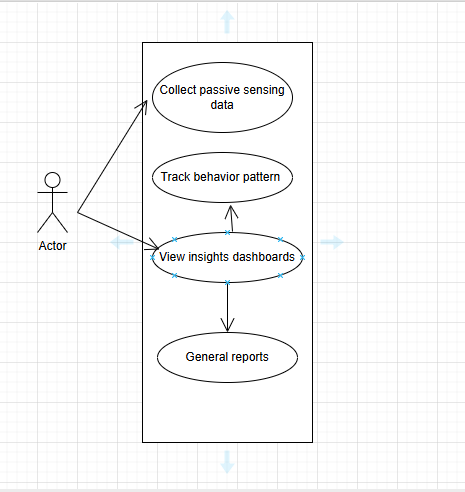 Collect passive sensing
data
Track behavior pattern
Actor
View insights dashboards
General reports